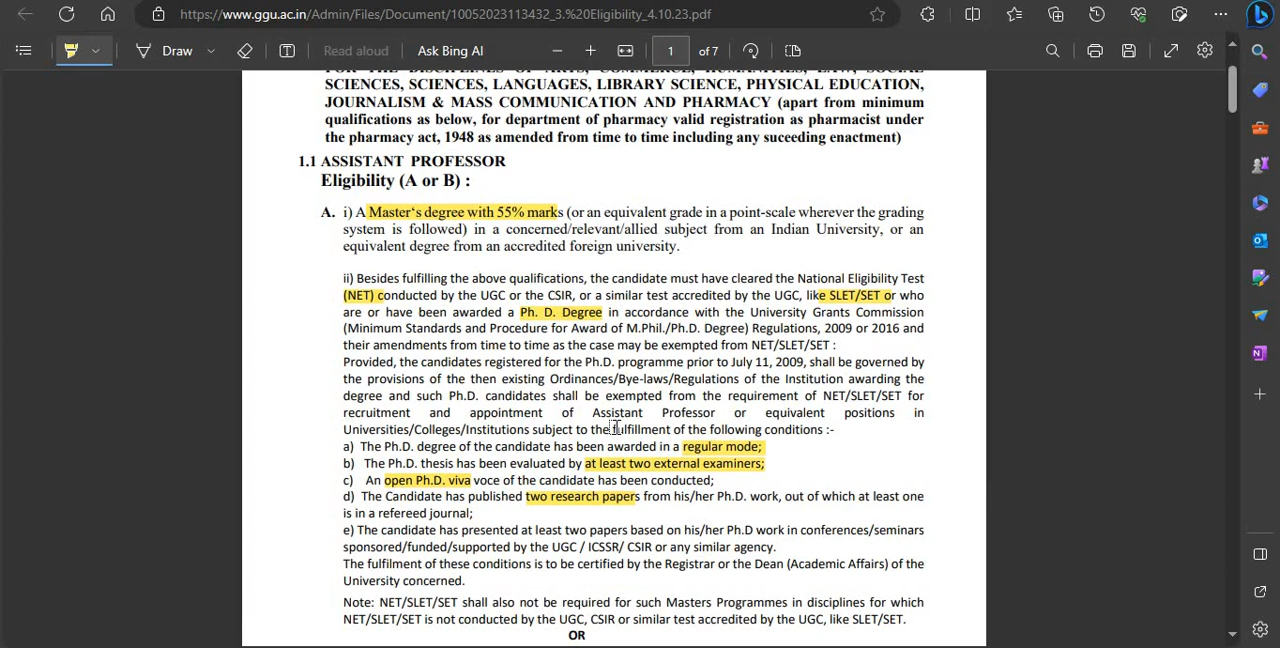 https://www.ggu.ac.in/Admin/Files/Document/10052023113432_3.%20Eligibility_4.10.23.pdf
Draw
Read aloud
Ask Bing AI
1 of 7
FOR THE DISCIPLINES OF ARTS, COMMERCE, HUMANITIES, LAW, SOCIAL
SCIENCES, SCIENCES, LANGUAGES, LIBRARY SCIENCE, PHYSICAL EDUCATION,
JOURNALISM & MASS COMMUNICATION AND PHARMACY (apart from minimum
qualifications as below, for department of pharmacy valid registration as pharmacist under
the pharmacy act, 1948 as amended from time to time including any suceeding enactment)
1.1 ASSISTANT PROFESSOR
Eligibility (A or B) :
A. i) A Master‘s degree with 55% marks (or an equivalent grade in a point-scale wherever the grading
system is followed) in a concerned/relevant/allied subject from an Indian University, or an
equivalent degree from an accredited foreign university.
ii) Besides fulfilling the above qualifications, the candidate must have cleared the National Eligibility Test
(NET) conducted by the UGC or the CSIR, or a similar test accredited by the UGC, like SLET/SET or who
are or have been awarded a Ph. D. Degree in accordance with the University Grants Commission
(Minimum Standards and Procedure for Award of M.Phil./Ph.D. Degree) Regulations, 2009 or 2016 and
their amendments from time to time as the case may be exempted from NET/SLET/SET :
Provided, the candidates registered for the Ph.D. programme prior to July 11, 2009, shall be governed by
the provisions of the then existing Ordinances/Bye-laws/Regulations of the Institution awarding the
degree and such Ph.D. candidates shall be exempted from the requirement of NET/SLET/SET for
recruitment and appointment of Assistant Professor or equivalent positions in
Universities/Colleges/Institutions subject to the fulfillment of the following conditions :-
a) The Ph.D. degree of the candidate has been awarded in a regular mode;
b) The Ph.D. thesis has been evaluated by at least two external examiners;
c) An open Ph.D. viva voce of the candidate has been conducted;
d) The Candidate has published two research papers from his/her Ph.D. work, out of which at least one
is in a refereed journal;
e) The candidate has presented at least two papers based on his/her Ph.D work in conferences/seminars
sponsored/funded/supported by the UGC / ICSSR/ CSIR or any similar agency.
The fulfilment of these conditions is to be certified by the Registrar or the Dean (Academic Affairs) of the
University concerned.
Note: NET/SLET/SET shall also not be required for such Masters Programmes in disciplines for which
NET/SLET/SET is not conducted by the UGC, CSIR or similar test accredited by the UGC, like SLET/SET.
OR